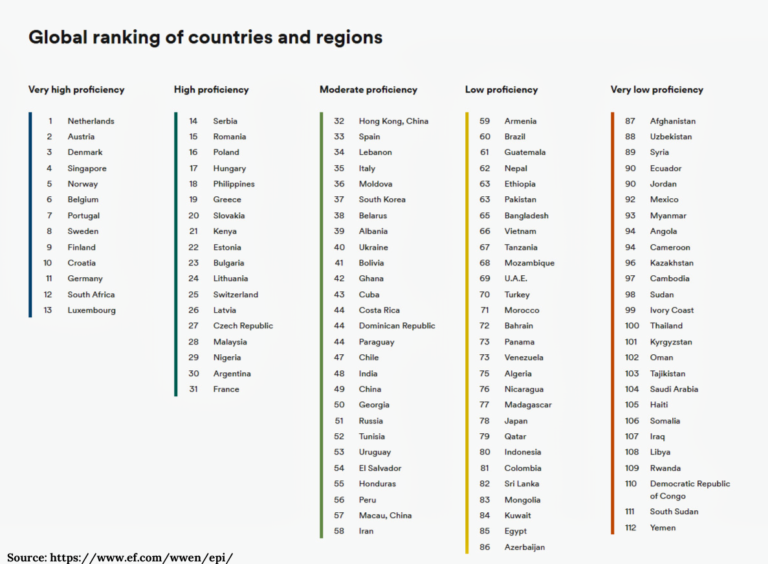 Global ranking of countries and regions
Very high proficiency
1 Netherlands
2 Austria
3 Denmark
4 Singapore
5 Norway
6 Belgium
7 Portugal
8 Sweden
9 Finland
10 Croatia
11 Germany
12 South Africa
13 Luxembourg
High proficiency
14 Serbia
15 Romania
16 Poland
17 Hungary
18 Philippines
19 Greece
20 Slovakia
21 Kenya
22 Estonia
23 Bulgaria
24 Lithuania
25 Switzerland
26 Latvia
27 Czech Republic
28 Malaysia
29 Nigeria
30 Argentina
31 France
Moderate proficiency
32 Hong Kong, China
33 Spain
34 Lebanon
35 Italy
36 Moldova
37 South Korea
38 Belarus
39 Albania
40 Ukraine
41 Bolivia
42 Ghana
43 Cuba
44 Costa Rica
44 Dominican Republic
44 Paraguay
47 Chile
48 India
49 China
50 Georgia
51 Russia
52 Tunisia
53 Uruguay
54 El Salvador
55 Honduras
56 Peru
57 Macau, China
58 Iran
Low proficiency
59 Armenia
60 Brazil
61 Guatemala
62 Nepal
63 Ethiopia
63 Pakistan
65 Bangladesh
66 Vietnam
67 Tanzania
68 Mozambique
69 U.A.E.
70 Turkey
71 Morocco
72 Bahrain
73 Panama
73 Venezuela
75 Algeria
76 Nicaragua
77 Madagascar
78 Japan
79 Qatar
80 Indonesia
81 Colombia
82 Sri Lanka
83 Mongolia
84 Kuwait
85 Egypt
86 Azerbaijan
Very low proficiency
87 Afghanistan
88 Uzbekistan
89 Syria
90 Ecuador
90 Jordan
92 Mexico
93 Myanmar
94 Angola
94 Cameroon
96 Kazakhstan
97 Cambodia
98 Sudan
99 Ivory Coast
100 Thailand
101 Kyrgyzstan
102 Oman
103 Tajikistan
104 Saudi Arabia
105 Haiti
106 Somalia
107 Iraq
108 Libya
109 Rwanda
110 Democratic Republic
of Congo
111 South Sudan
112 Yemen
Source: https://www.ef.com/wwen/epi/